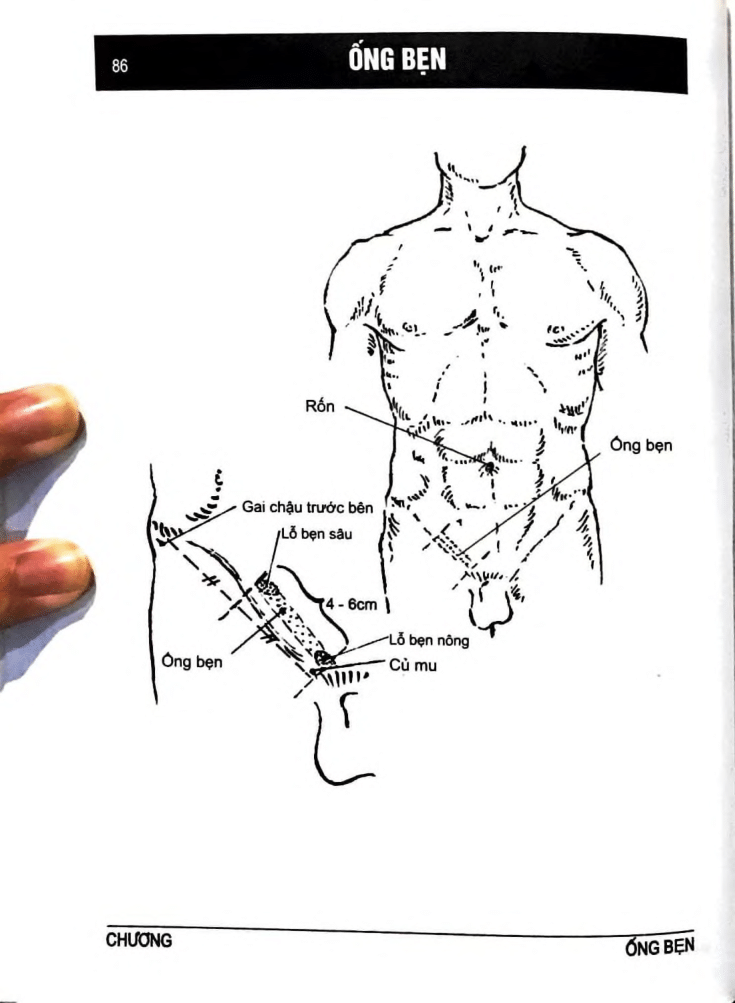 86
ỐNG BẸN
Rốn
Ống bẹn
Gai chậu trước bên
Lỗ bẹn sâu
4 - 6cm
Lỗ bẹn nông
Ống bẹn
Củ mu
CHƯƠNG
ỐNG BẸN